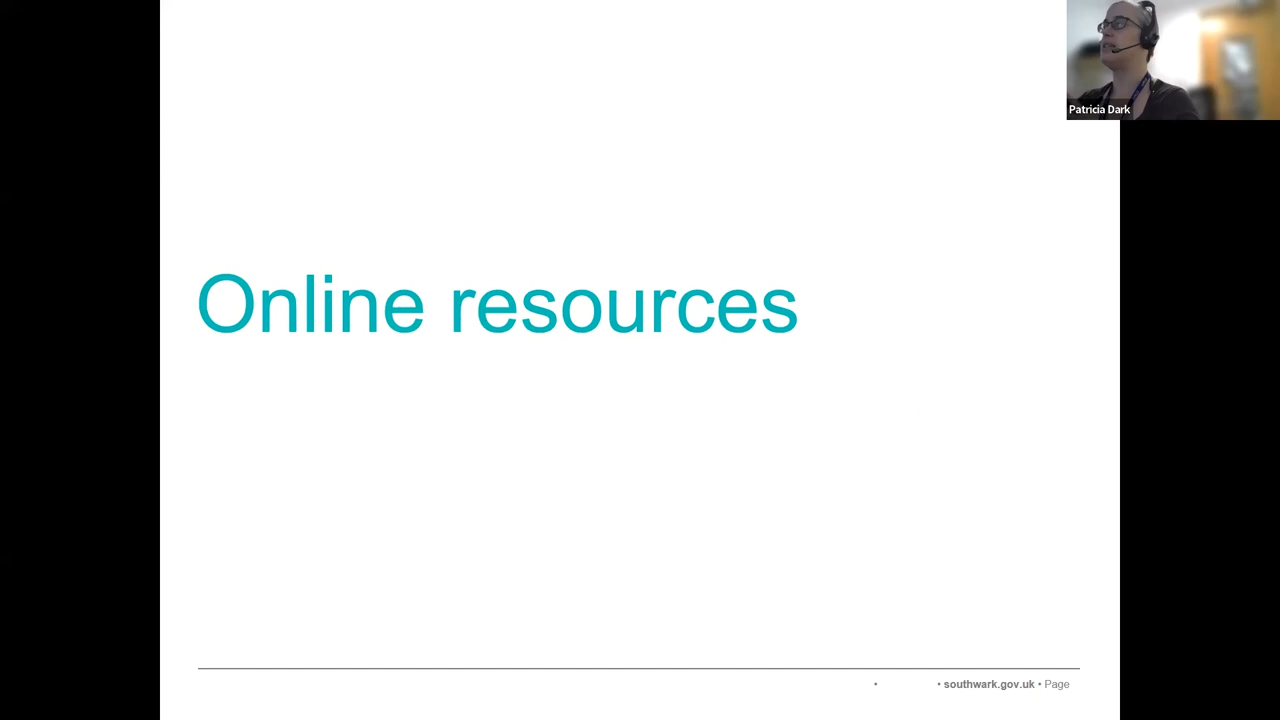 Patricia Dark
Online resources
• • southwark.gov.uk • Page